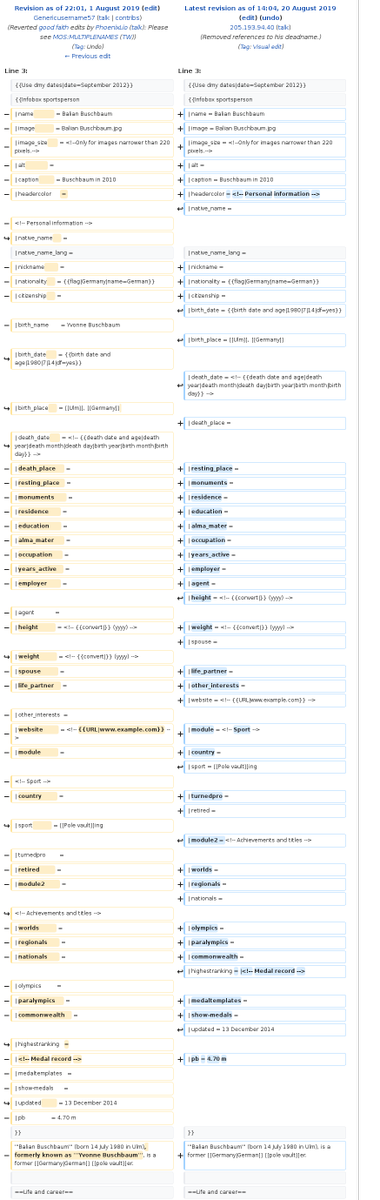 Revision as of 22:01, 1 August 2019 (edit)
Genericusername57 (talk | contribs)
(Reverted good faith edits by PhoenixLio (talk): Please
see MOS:MULTIPLENAMES (TW))
(Tag: Undo)
← Previous edit
Latest revision as of 14:04, 20 August
2019 (edit) (undo)
205.193.94.40 (talk)
(Removed references to his deadname.)
(Tag: Visual edit)
Line 3:
Line 3:
{{Use dmy dates|date=September 2012}}
{{Use dmy dates|date=September 2012}}
{{Infobox sportsperson
{{Infobox sportsperson
− | name = Balian Buschbaum
+ | name = Balian Buschbaum
− | image = Balian Buschbaum.jpg
+ | image = Balian Buschbaum.jpg
− | image_size = <!--Only for images narrower than 220
pixels.-->
+ | image_size = <!--Only for images narrower than 220
pixels.-->
− | alt =
+ | alt =
− | caption = Buschbaum in 2010
+ | caption = Buschbaum in 2010
− | headercolor =
+ | headercolor = <!-- Personal information -->
| native_name =
− <!-- Personal information -->
| native_name =
| native_name_lang =
| native_name_lang =
− | nickname =
+ | nickname =
− | nationality = {{flag|Germany|name=German}}
+ | nationality = {{flag|Germany|name=German}}
− | citizenship =
+ | citizenship =
+ | birth_date = {{birth date and age|1980|7|14|df=yes}}
− | birth_name = Yvonne Buschbaum
| birth_place = [[Ulm]], [[Germany]]
| birth_date = {{birth date and
age|1980|7|14|df=yes}}
| death_date = <!-- {{death date and age|death
year|death month|death day|birth year|birth month|birth
day}} -->
| birth_place = [[Ulm]], [[Germany]]
+ | death_place =
| death_date = <!-- {{death date and age|death
year|death month|death day|birth year|birth month|birth
day}} -->
− | death_place =
+ | resting_place =
− | resting_place =
+ | monuments =
− | monuments =
+ | residence =
− | residence =
+ | education =
− | education =
+ | alma_mater =
− | alma_mater =
+ | occupation =
− | occupation =
+ | years_active =
− | years_active =
+ | employer =
− | employer =
+ | agent =
| height = <!-- {{convert|}} (yyyy) -->
− | agent =
− | height = <!-- {{convert|}} (yyyy) -->
+ | weight = <!-- {{convert|}} (yyyy) -->
+ | spouse =
| weight = <!-- {{convert|}} (yyyy) -->
− | spouse =
+ | life_partner =
− | life_partner =
+ | other_interests =
+ | website = <!-- {{URL|www.example.com}} -->
− | other_interests =
− | website = <!-- {{URL|www.example.com}} --
>
+ | module = <!-- Sport -->
− | module =
+ | country =
| sport = [[Pole vault]]ing
− <!-- Sport -->
− | country =
+ | turnedpro =
+ | retired =
| sport = [[Pole vault]]ing
| module2 = <!-- Achievements and titles -->
− | turnedpro =
− | retired =
+ | worlds =
− | module2 =
+ | regionals =
+ | nationals =
<!-- Achievements and titles -->
− | worlds =
+ | olympics =
− | regionals =
+ | paralympics =
− | nationals =
+ | commonwealth =
| highestranking = <!-- Medal record -->
− | olympics =
− | paralympics =
+ | medaltemplates =
− | commonwealth =
+ | show-medals =
| updated = 13 December 2014
| highestranking =
− | <!-- Medal record -->
+ | pb = 4.70 m
− | medaltemplates =
− | show-medals =
| updated = 13 December 2014
− | pb = 4.70 m
}}
}}
− '''Balian Buschbaum''' (born 14 July 1980 in Ulm),
formerly known as '''Yvonne Buschbaum''', is a
former [[Germany|German]] [[pole vault]]er.
+ '''Balian Buschbaum''' (born 14 July 1980 in Ulm), is a
former [[Germany|German]] [[pole vault]]er.
==Life and career==
==Life and career==